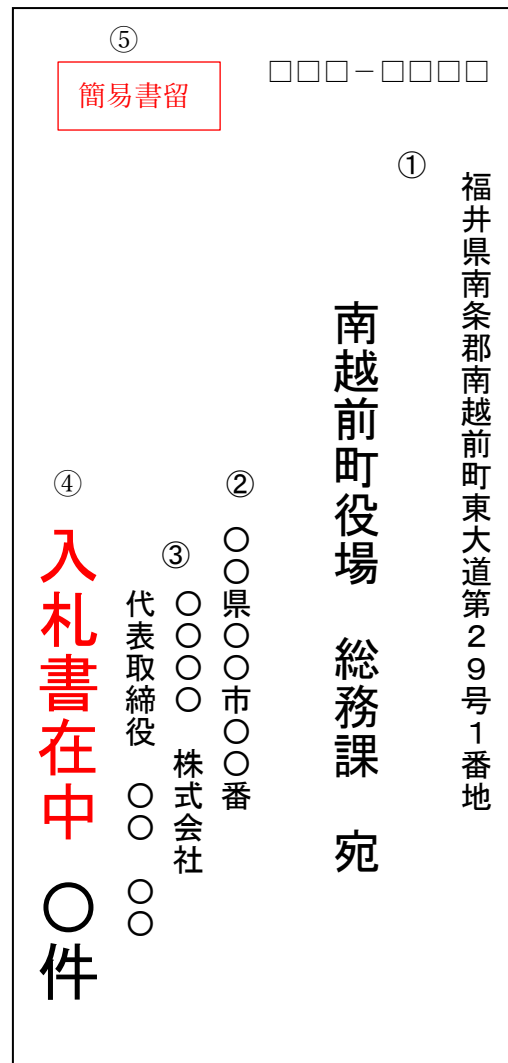 ⑤
簡易書留
□□□－□□□□
①
福井県南条郡南越前町東大道第29号1番地
南越前町役場　総務課　宛
②
〇〇県〇〇市〇〇番
③
〇〇〇〇　株式会社
代表取締役　〇〇　〇〇
④
入札書在中　〇件